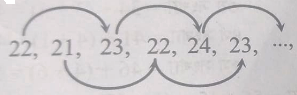 22, 21, 23, 22, 24, 23, ...,